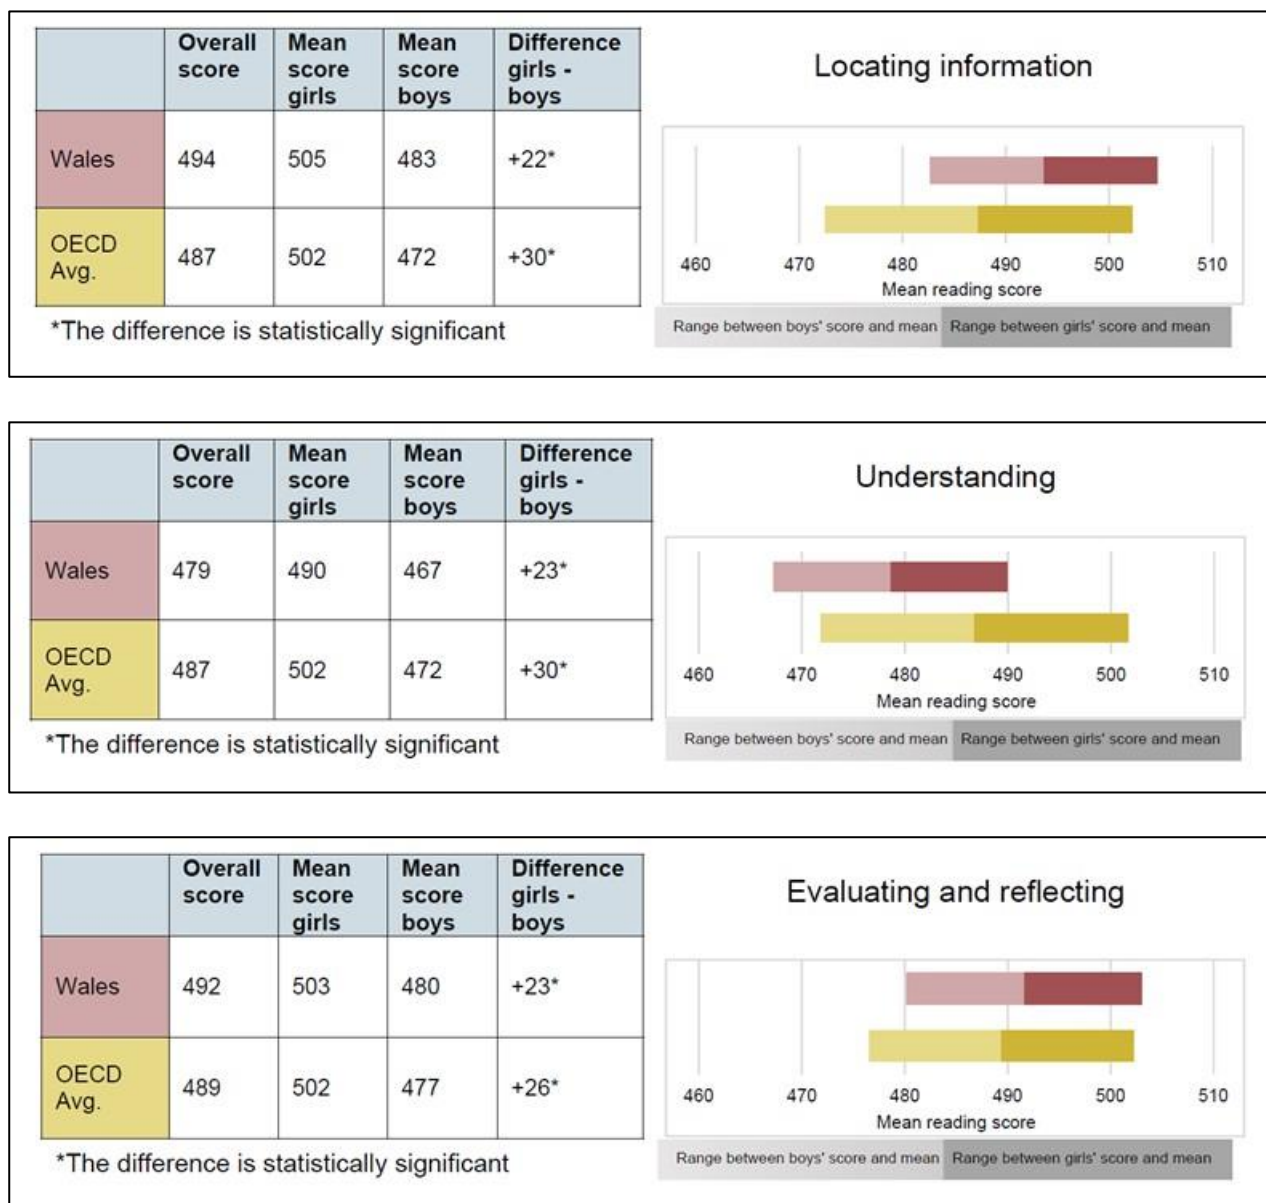 Overall score Mean score girls Mean score boys Difference girls - boys
Wales 494 505 483 +22*
OECD Avg. 487 502 472 +30*
*The difference is statistically significant
Locating information
460 470 480 490 500 510
Mean reading score
Range between boys' score and mean Range between girls' score and mean
Overall score Mean score girls Mean score boys Difference girls - boys
Wales 479 490 467 +23*
OECD Avg. 487 502 472 +30*
*The difference is statistically significant
Understanding
460 470 480 490 500 510
Mean reading score
Range between boys' score and mean Range between girls' score and mean
Overall score Mean score girls Mean score boys Difference girls - boys
Wales 492 503 480 +23*
OECD Avg. 489 502 477 +26*
*The difference is statistically significant
Evaluating and reflecting
460 470 480 490 500 510
Mean reading score
Range between boys' score and mean Range between girls' score and mean